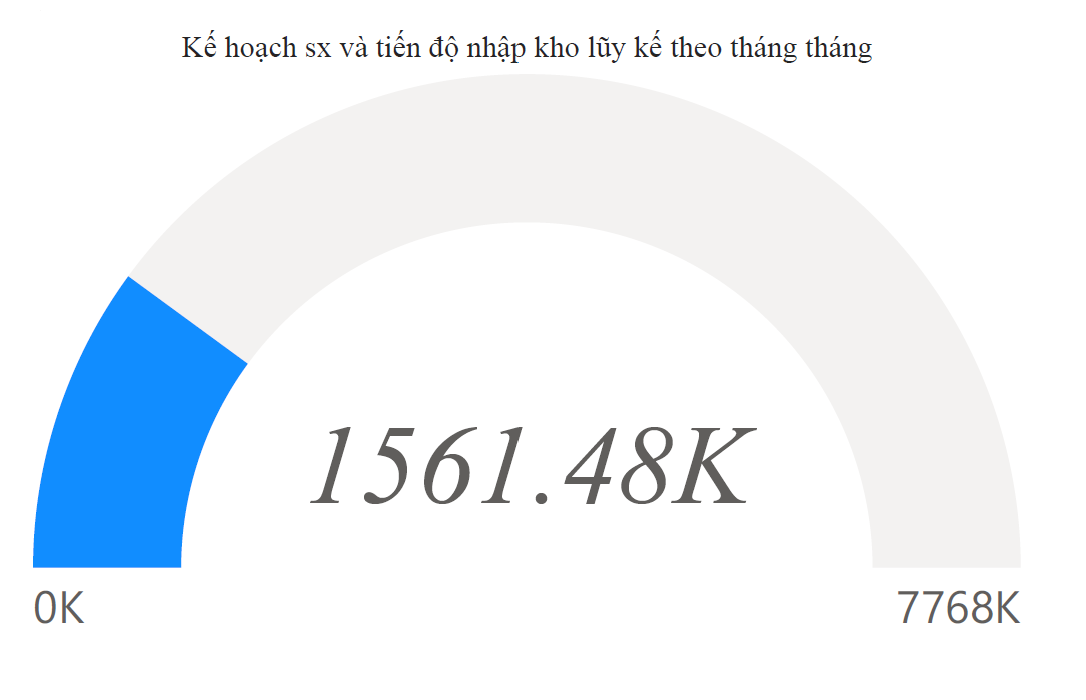 Kế hoạch sx và tiến độ nhập kho lũy kế theo tháng tháng
1561.48K
0K
7768K